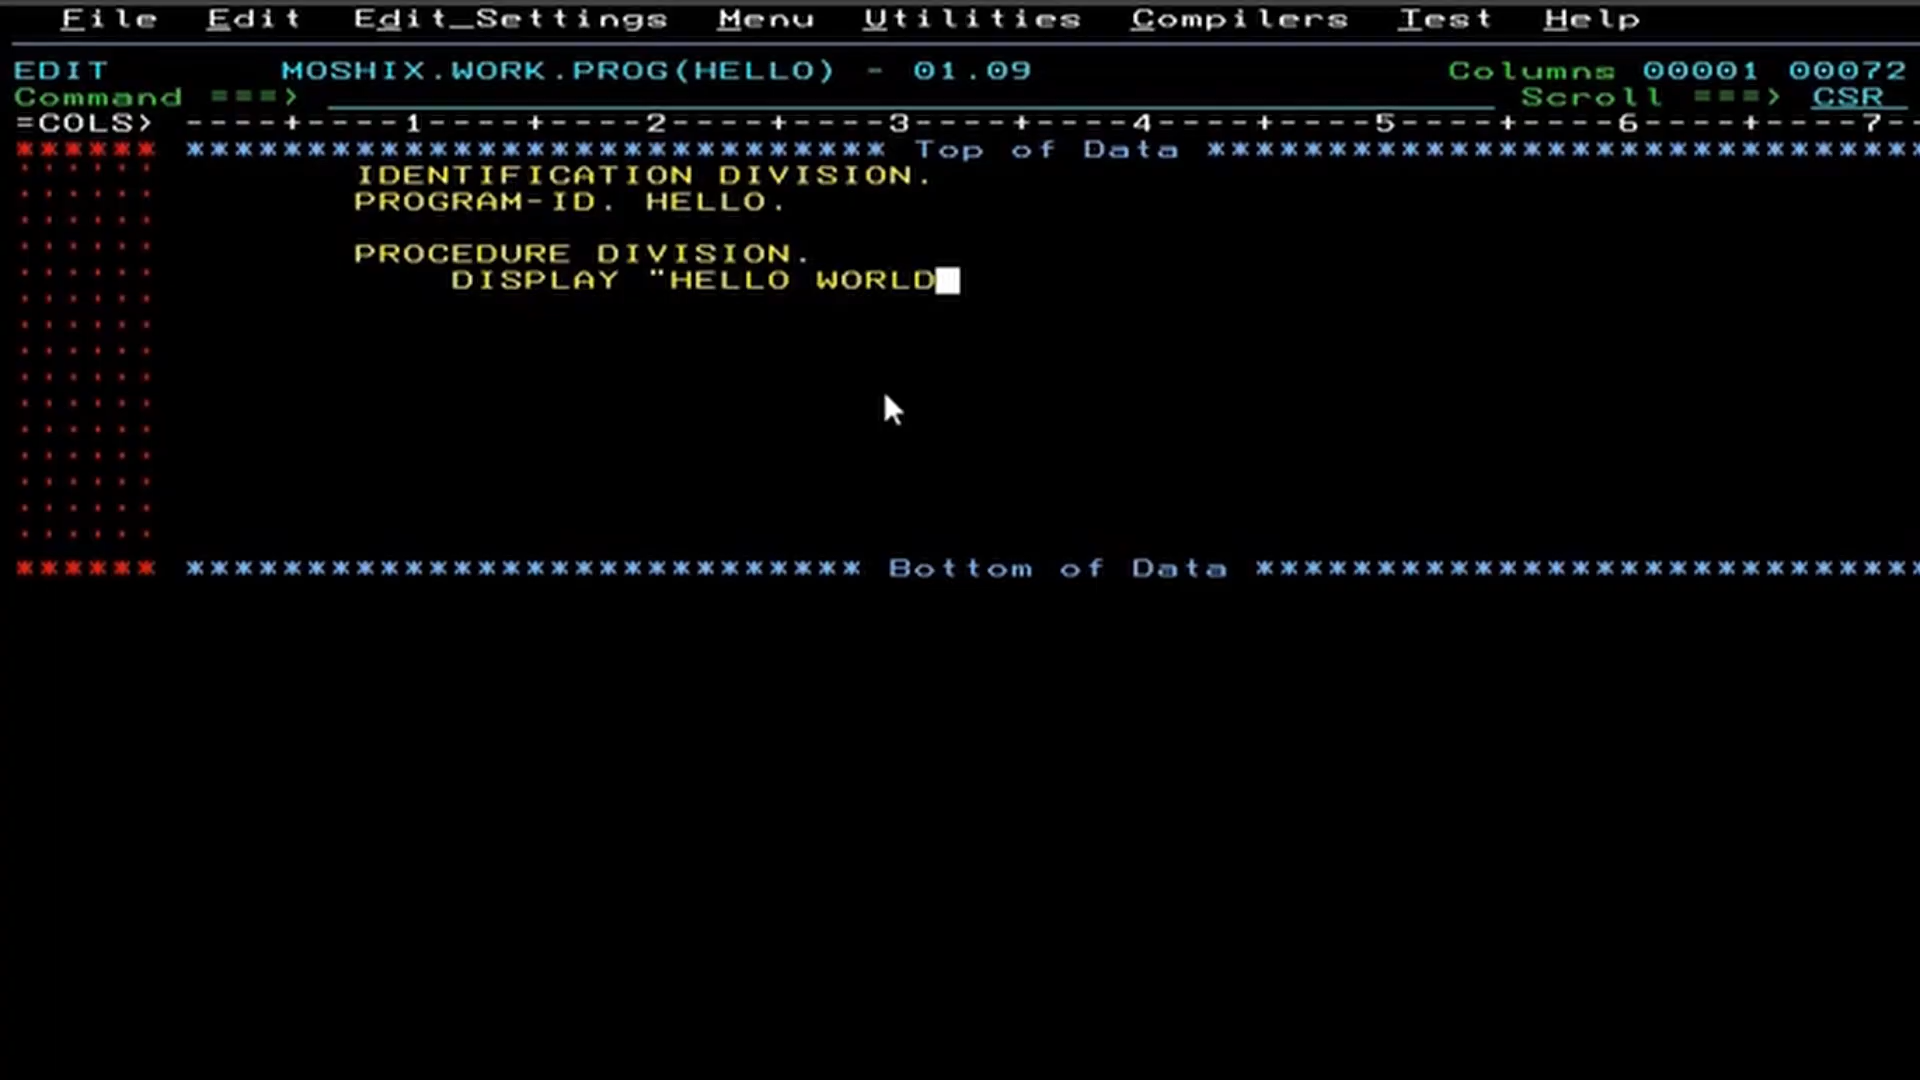 File Edit Edit_Settings Menu Utilities Compilers Test Help
EDIT MOSHIX.WORK.PROG(HELLO) - 01.09 Columns 00001 00072
Command ===> Scroll ===> CSR
=COLS> ----+----1----+----2----+----3----+----4----+----5----+----6----+----7--
****** ***************************** Top of Data ******************************
'''''' IDENTIFICATION DIVISION.
'''''' PROGRAM-ID. HELLO.
''''''
'''''' PROCEDURE DIVISION.
'''''' DISPLAY "HELLO WORLD
''''''
''''''
''''''
''''''
''''''
''''''
''''''
''''''
''''''
''''''
****** **************************** Bottom of Data ****************************